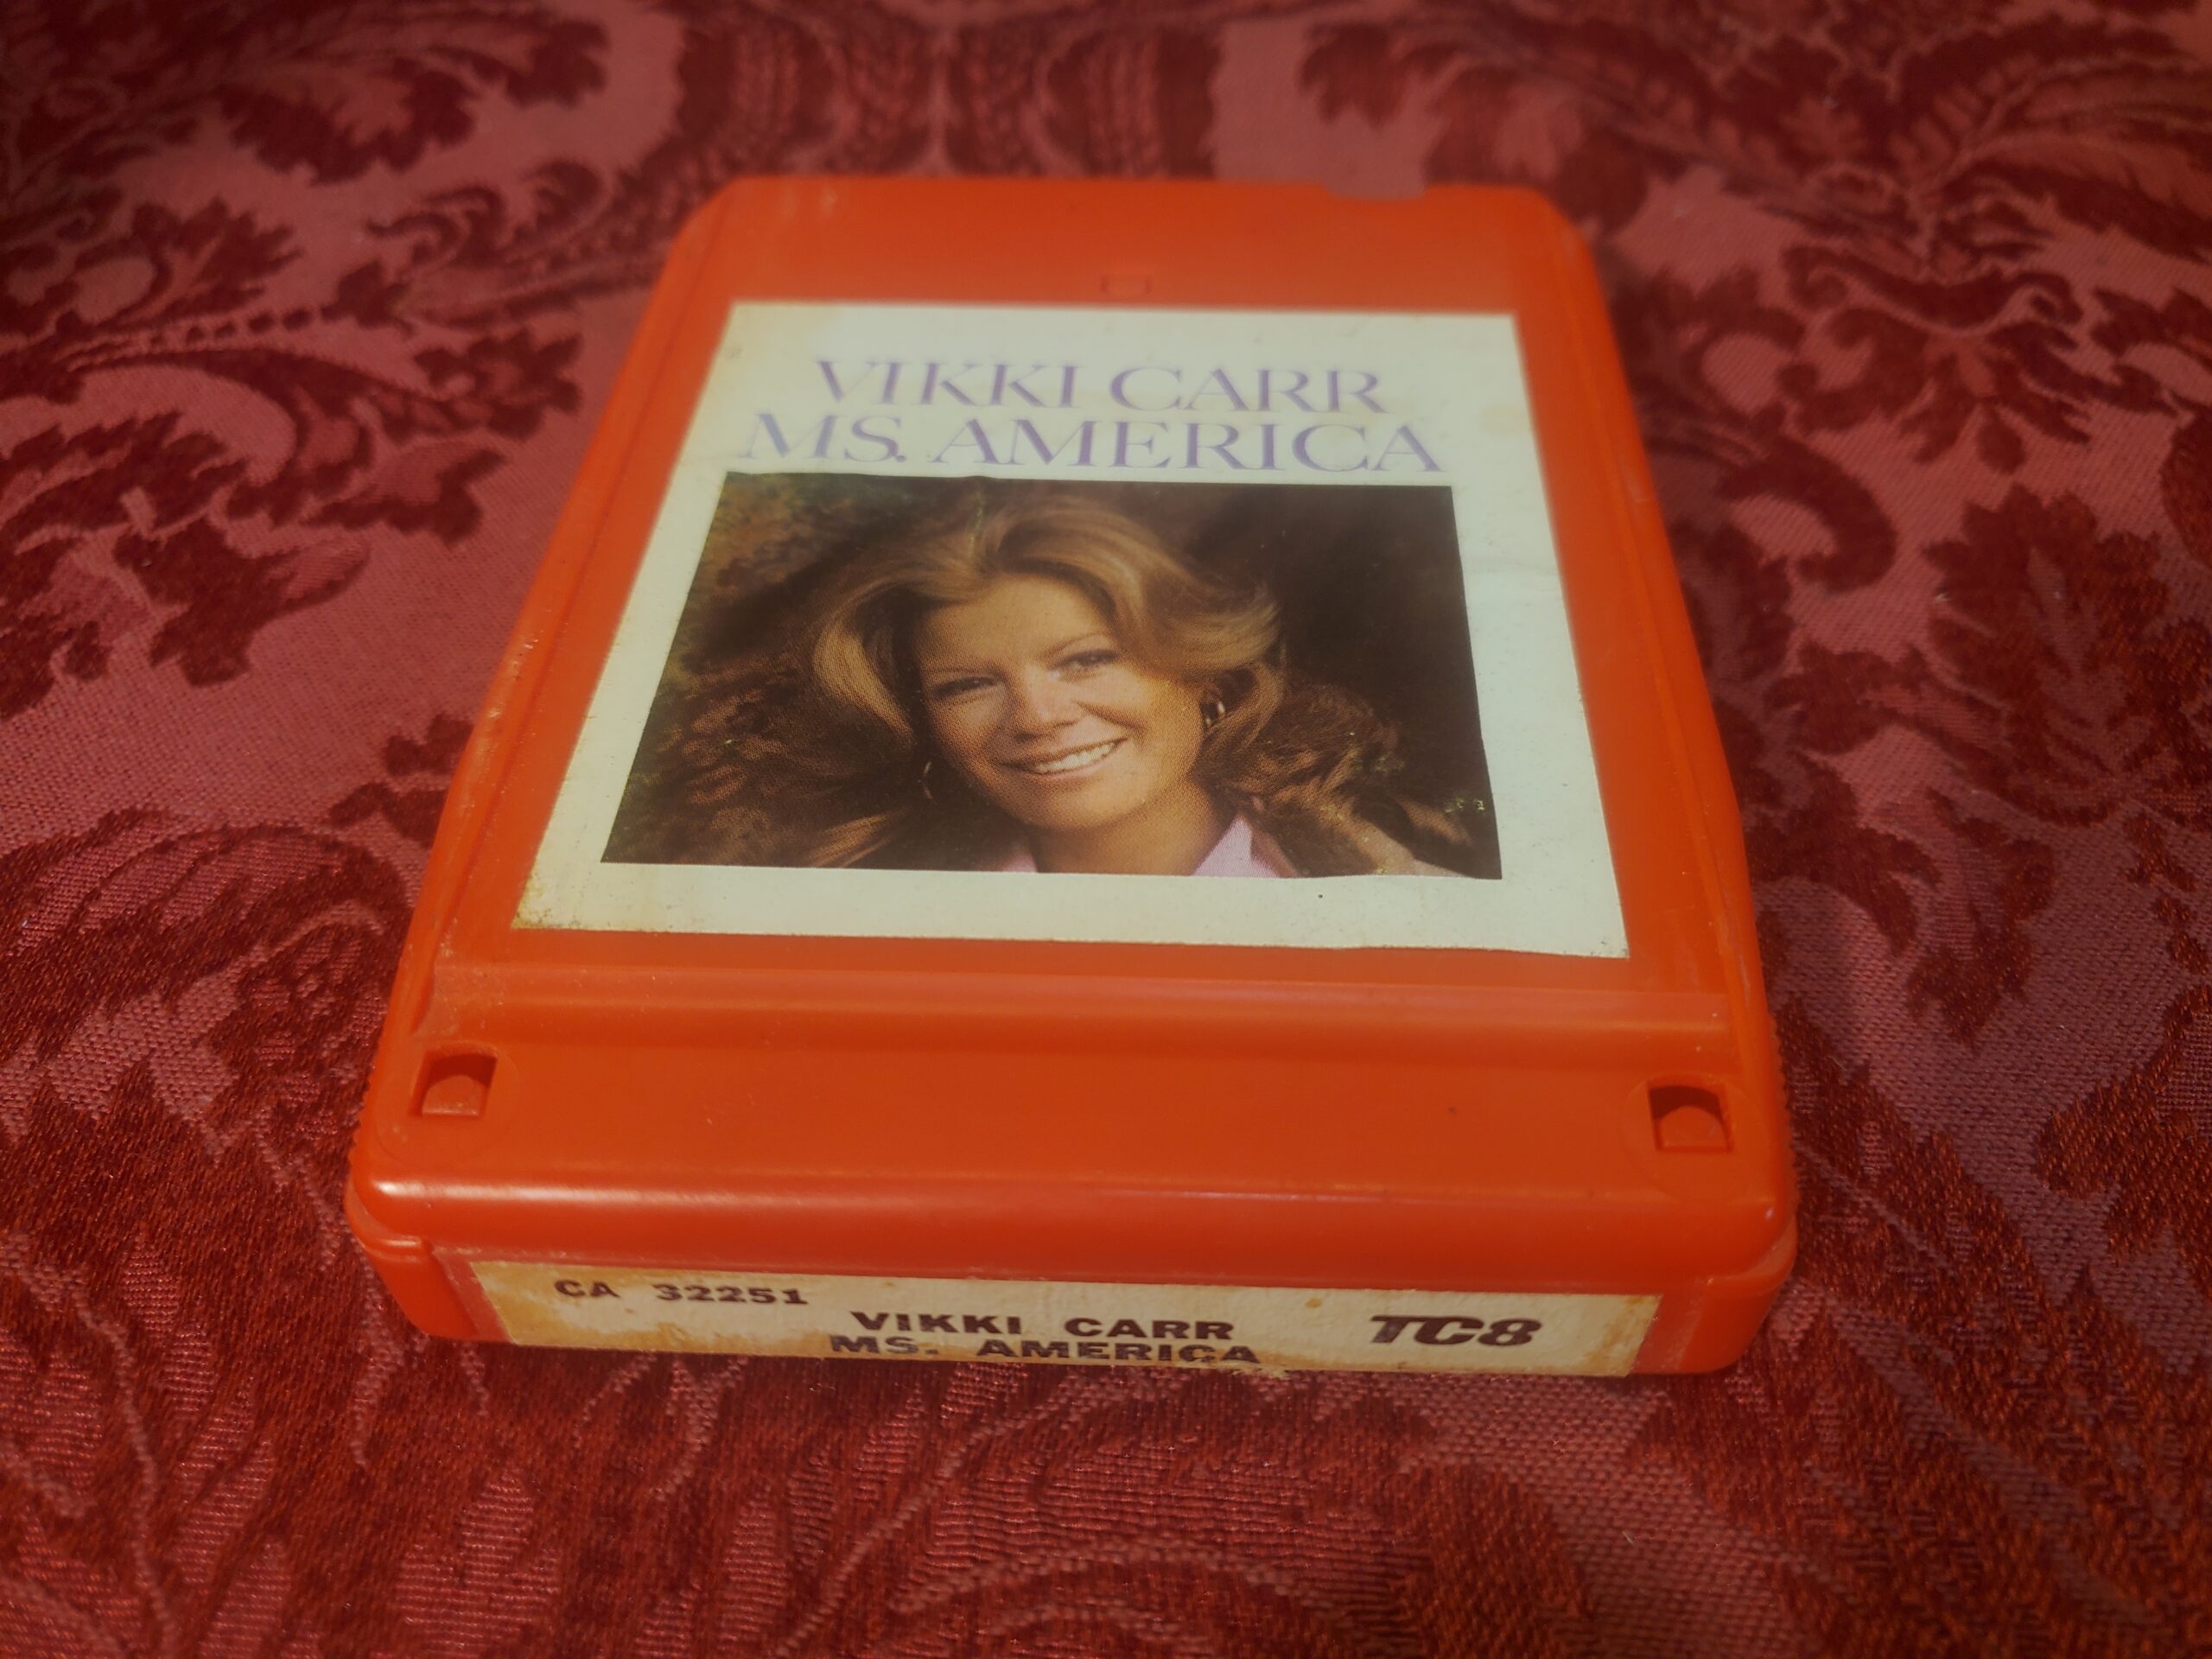 VIKKI CARR
MS. AMERICA
CA 32251
VIKKI CARR
MS. AMERICA
TC8